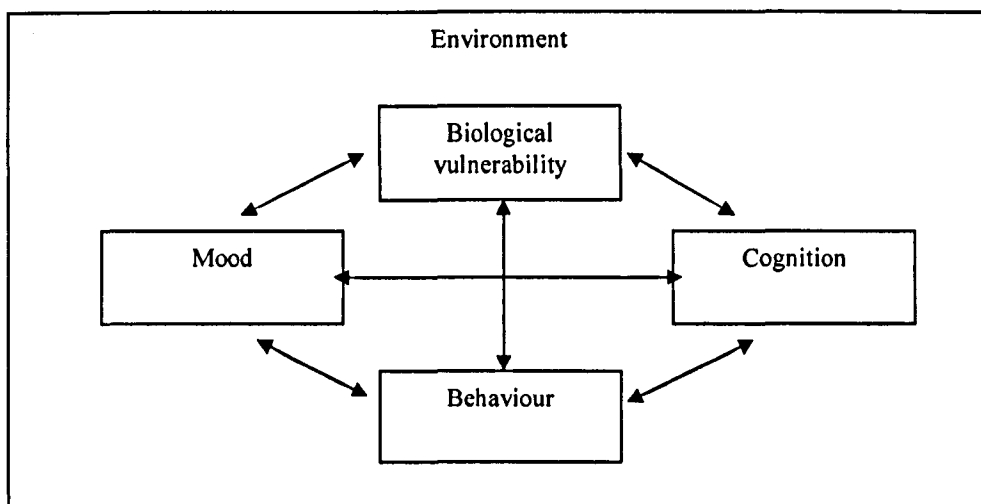 Environment
Biological
vulnerability
Mood
Cognition
Behaviour